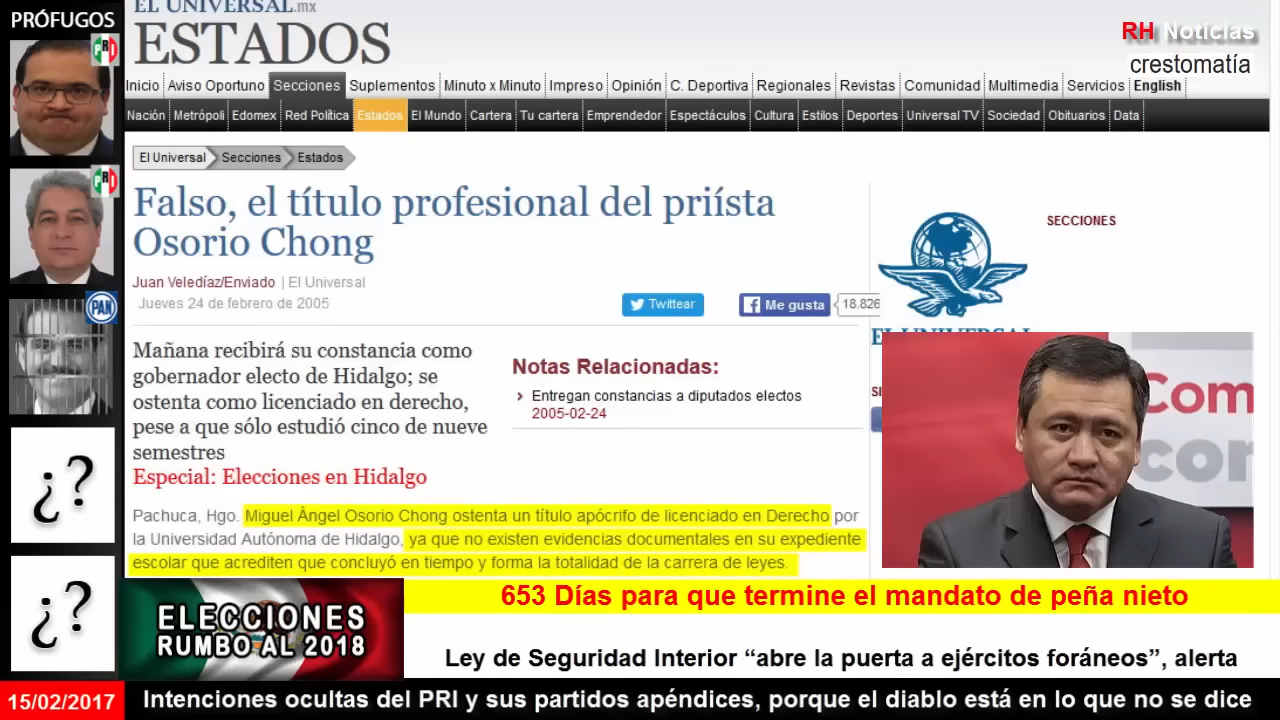 PRÓFUGOS
PRI
PRI
PAN
¿?
¿?
EL UNIVERSAL.mx
ESTADOS
RH Noticias
crestomatía
Inicio Aviso Oportuno Secciones Suplementos Minuto x Minuto Impreso Opinión C. Deportiva Regionales Revistas Comunidad Multimedia Servicios English
Nación Metrópoli Edomex Red Política Estados El Mundo Cartera Tu cartera Emprendedor Espectáculos Cultura Estilos Deportes Universal TV Sociedad Obituarios Data
El Universal Secciones Estados
Falso, el título profesional del priísta
Osorio Chong
SECCIONES
Juan Veledíaz/Enviado | El Universal
Jueves 24 de febrero de 2005
Twittear
Me gusta
18.826
EL UNIVERSAL
Mañana recibirá su constancia como
gobernador electo de Hidalgo; se
ostenta como licenciado en derecho,
pese a que sólo estudió cinco de nueve
semestres
Especial: Elecciones en Hidalgo
Notas Relacionadas:
Entregan constancias a diputados electos
2005-02-24
Com
con
Pachuca, Hgo. Miguel Ángel Osorio Chong ostenta un título apócrifo de licenciado en Derecho por
la Universidad Autónoma de Hidalgo, ya que no existen evidencias documentales en su expediente
escolar que acrediten que concluyó en tiempo y forma la totalidad de la carrera de leyes.
ELECCIONES
RUMBO AL 2018
653 Días para que termine el mandato de peña nieto
Ley de Seguridad Interior “abre la puerta a ejércitos foráneos”, alerta
15/02/2017
Intenciones ocultas del PRI y sus partidos apéndices, porque el diablo está en lo que no se dice